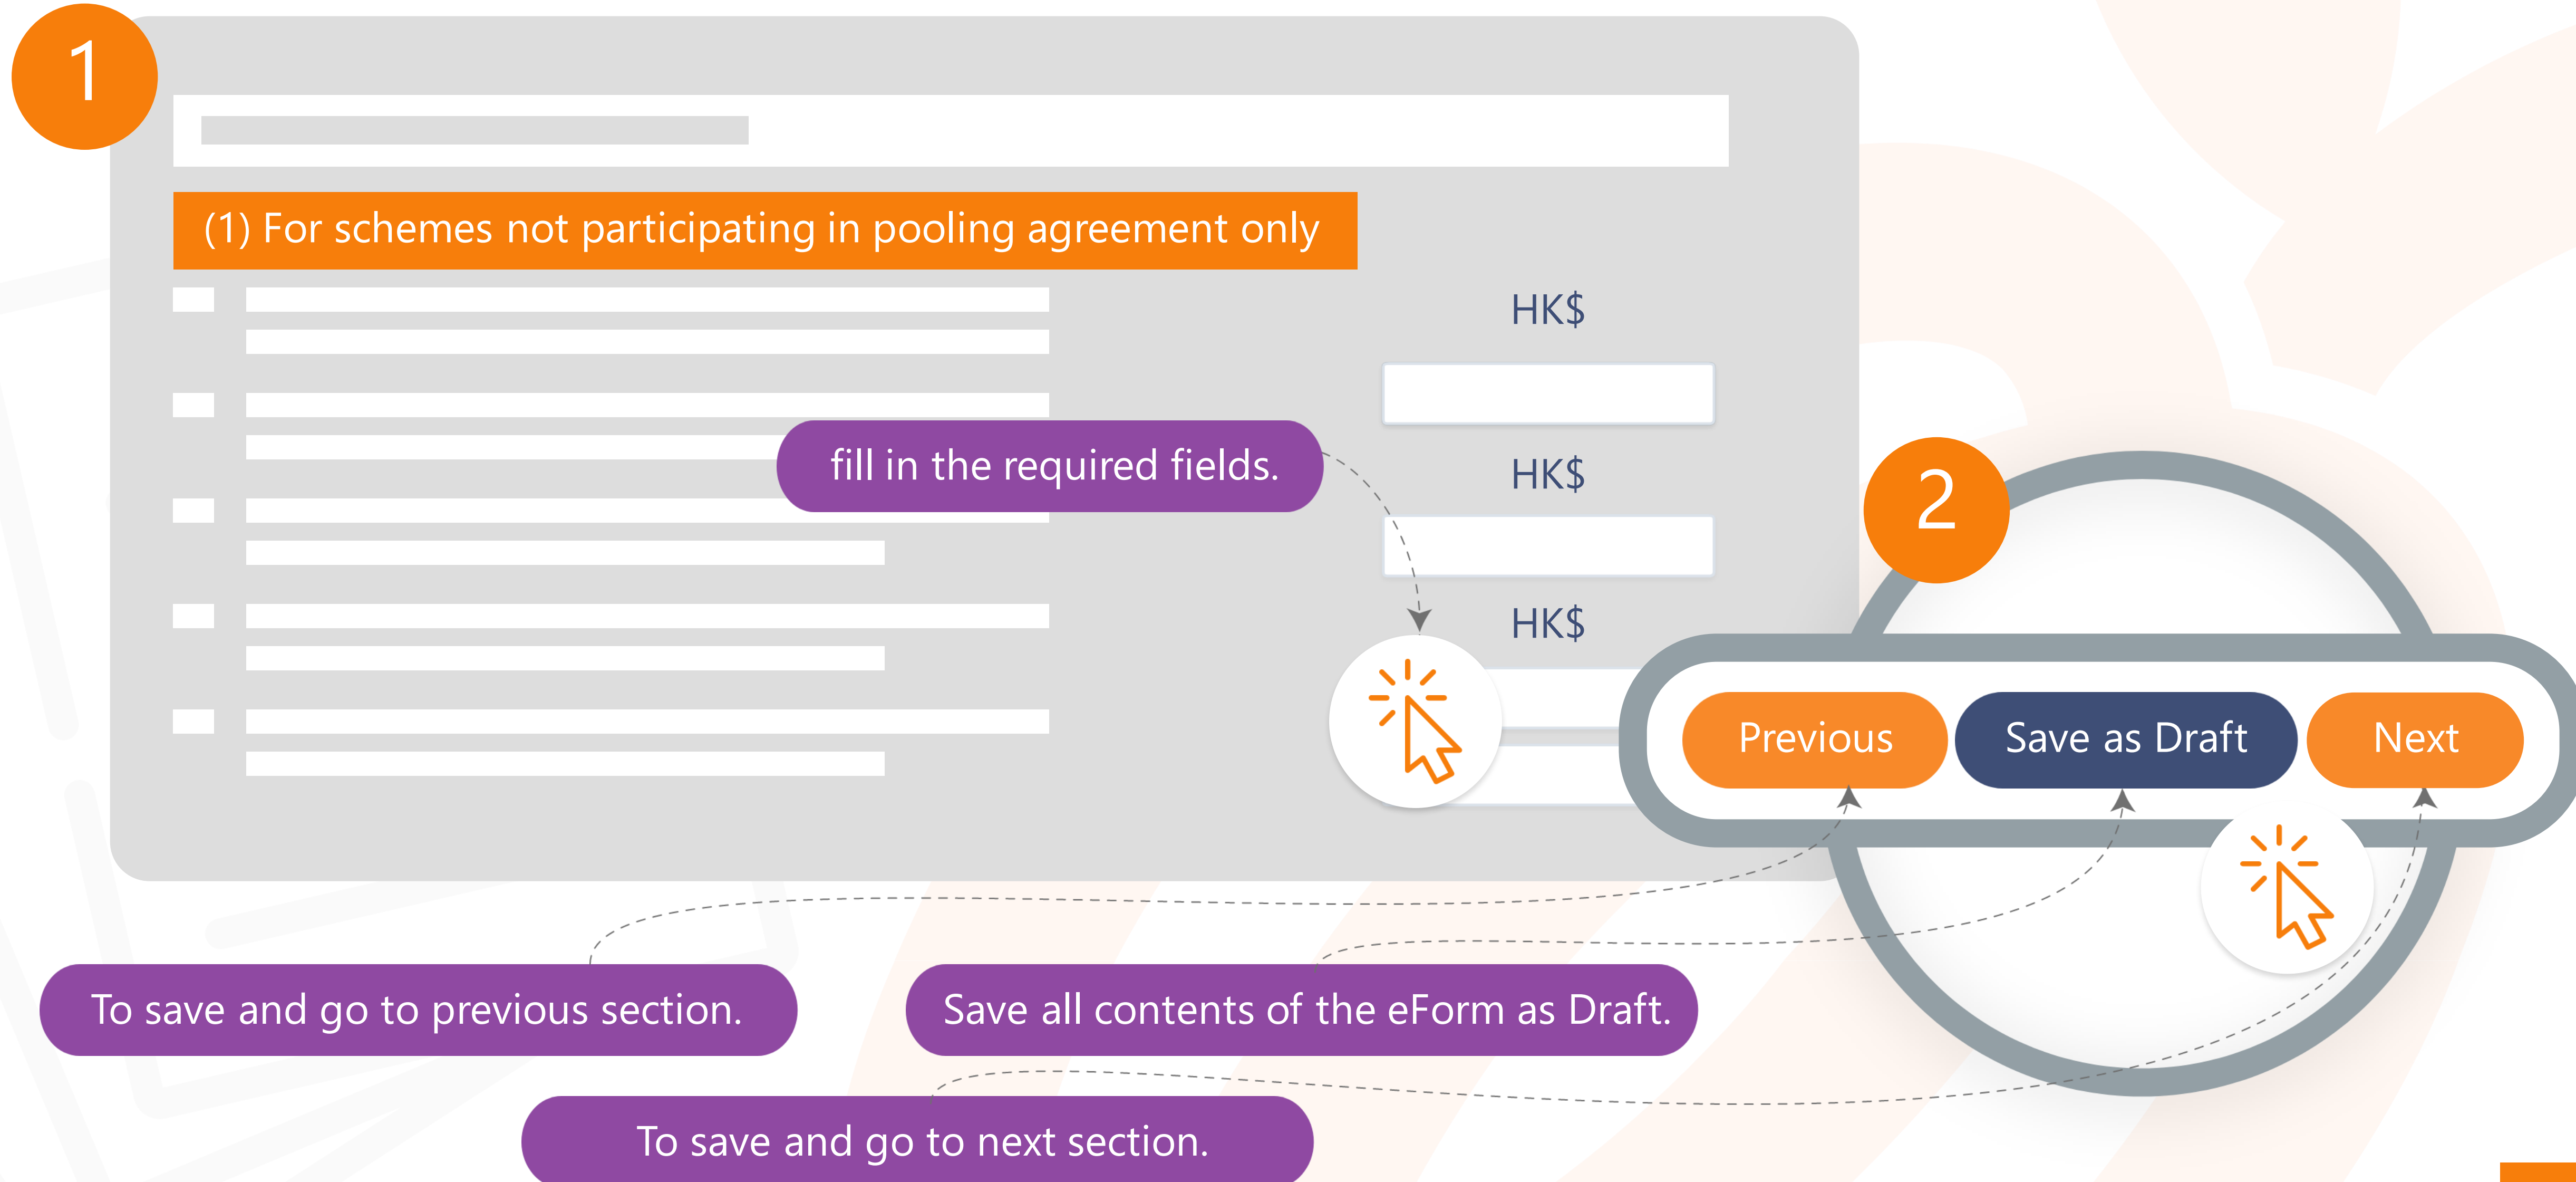 1
(1) For schemes not participating in pooling agreement only
HK$
fill in the required fields.
HK$
HK$
2
Previous
Save as Draft
Next
To save and go to previous section.
Save all contents of the eForm as Draft.
To save and go to next section.